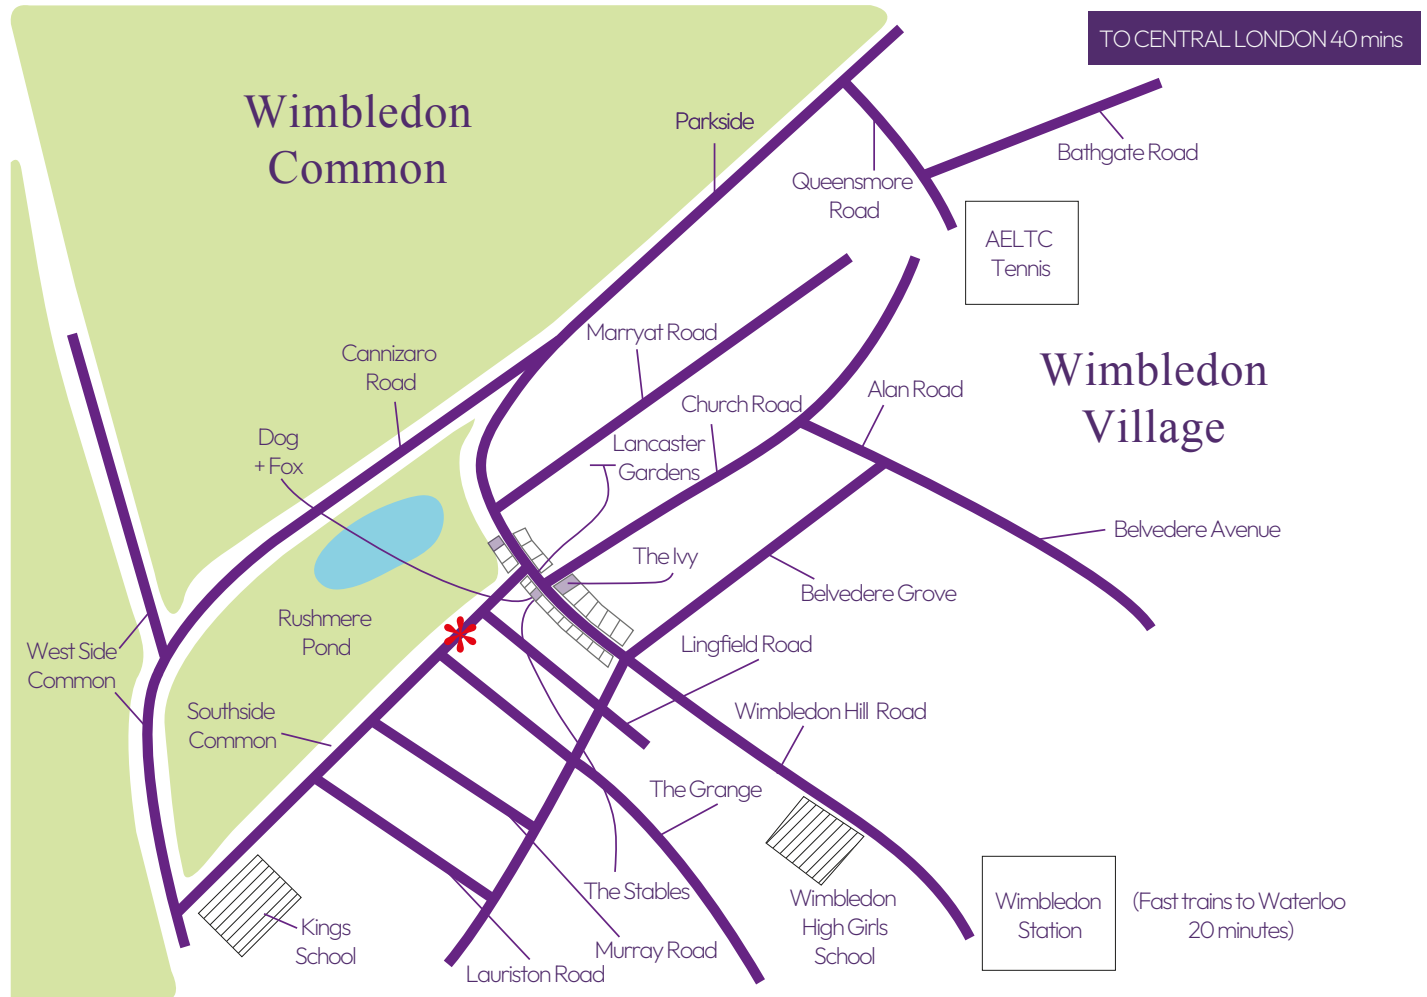 TO CENTRAL LONDON 40 mins
Wimbledon
Common
Parkside
Bathgate Road
Queensmore
Road
AELTC
Tennis
Marryat Road
Cannizaro
Road
Wimbledon
Village
Alan Road
Church Road
Dog
+ Fox
Lancaster
Gardens
Belvedere Avenue
The Ivy
Belvedere Grove
Rushmere
Pond
Lingfield Road
West Side
Common
Southside
Common
Wimbledon Hill Road
The Grange
The Stables
Wimbledon
High Girls
School
Wimbledon
Station
(Fast trains to Waterloo
20 minutes)
Kings
School
Murray Road
Lauriston Road